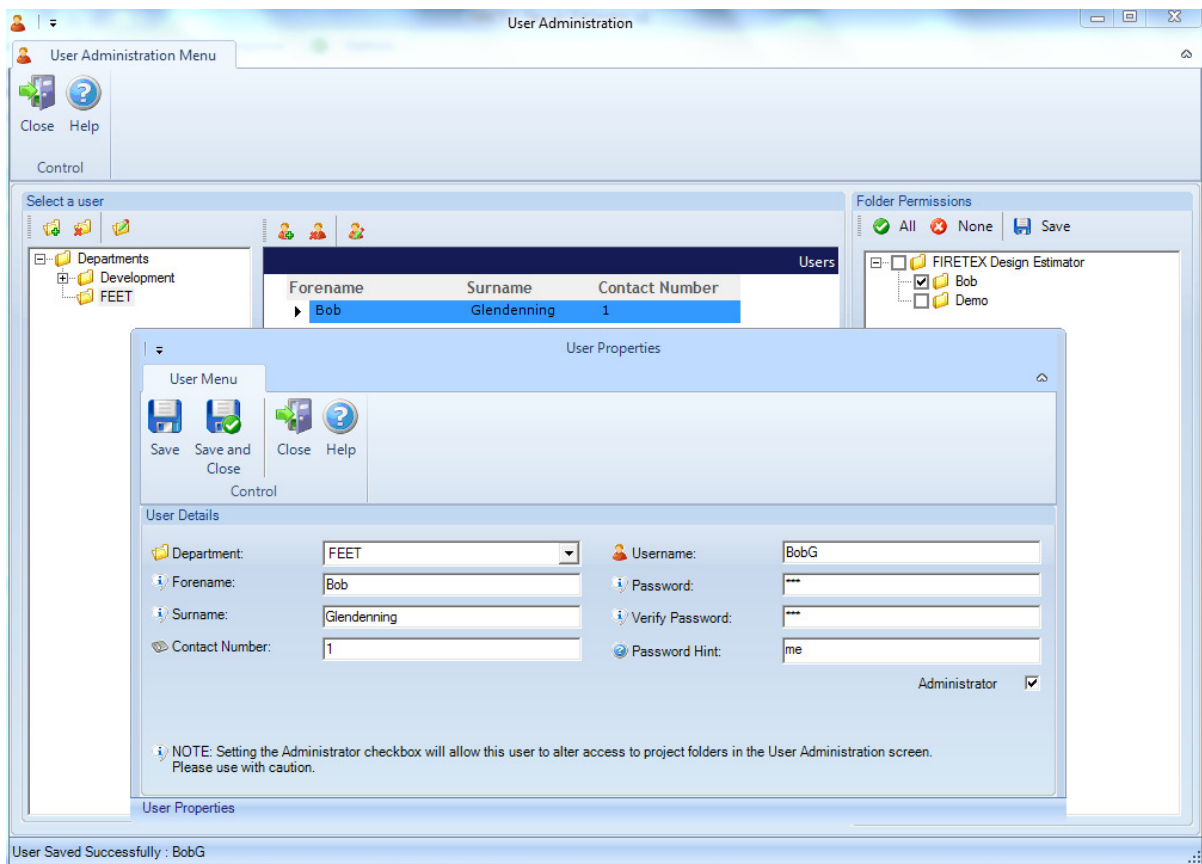 User Administration
User Administration Menu
Close Help
Control
Select a user
Folder Permissions
All None Save
Departments
Development
FEET
Users
Forename Surname Contact Number
Bob Glendenning 1
FIRETEX Design Estimator
Bob
Demo
User Properties
User Menu
Save Save and Close Close Help
Control
User Details
Department: FEET Username: BobG
Forename: Bob Password: ***
Surname: Glendenning Verify Password: ***
Contact Number: 1 Password Hint: me
Administrator
NOTE: Setting the Administrator checkbox will allow this user to alter access to project folders in the User Administration screen.
Please use with caution.
User Properties
User Saved Successfully : BobG